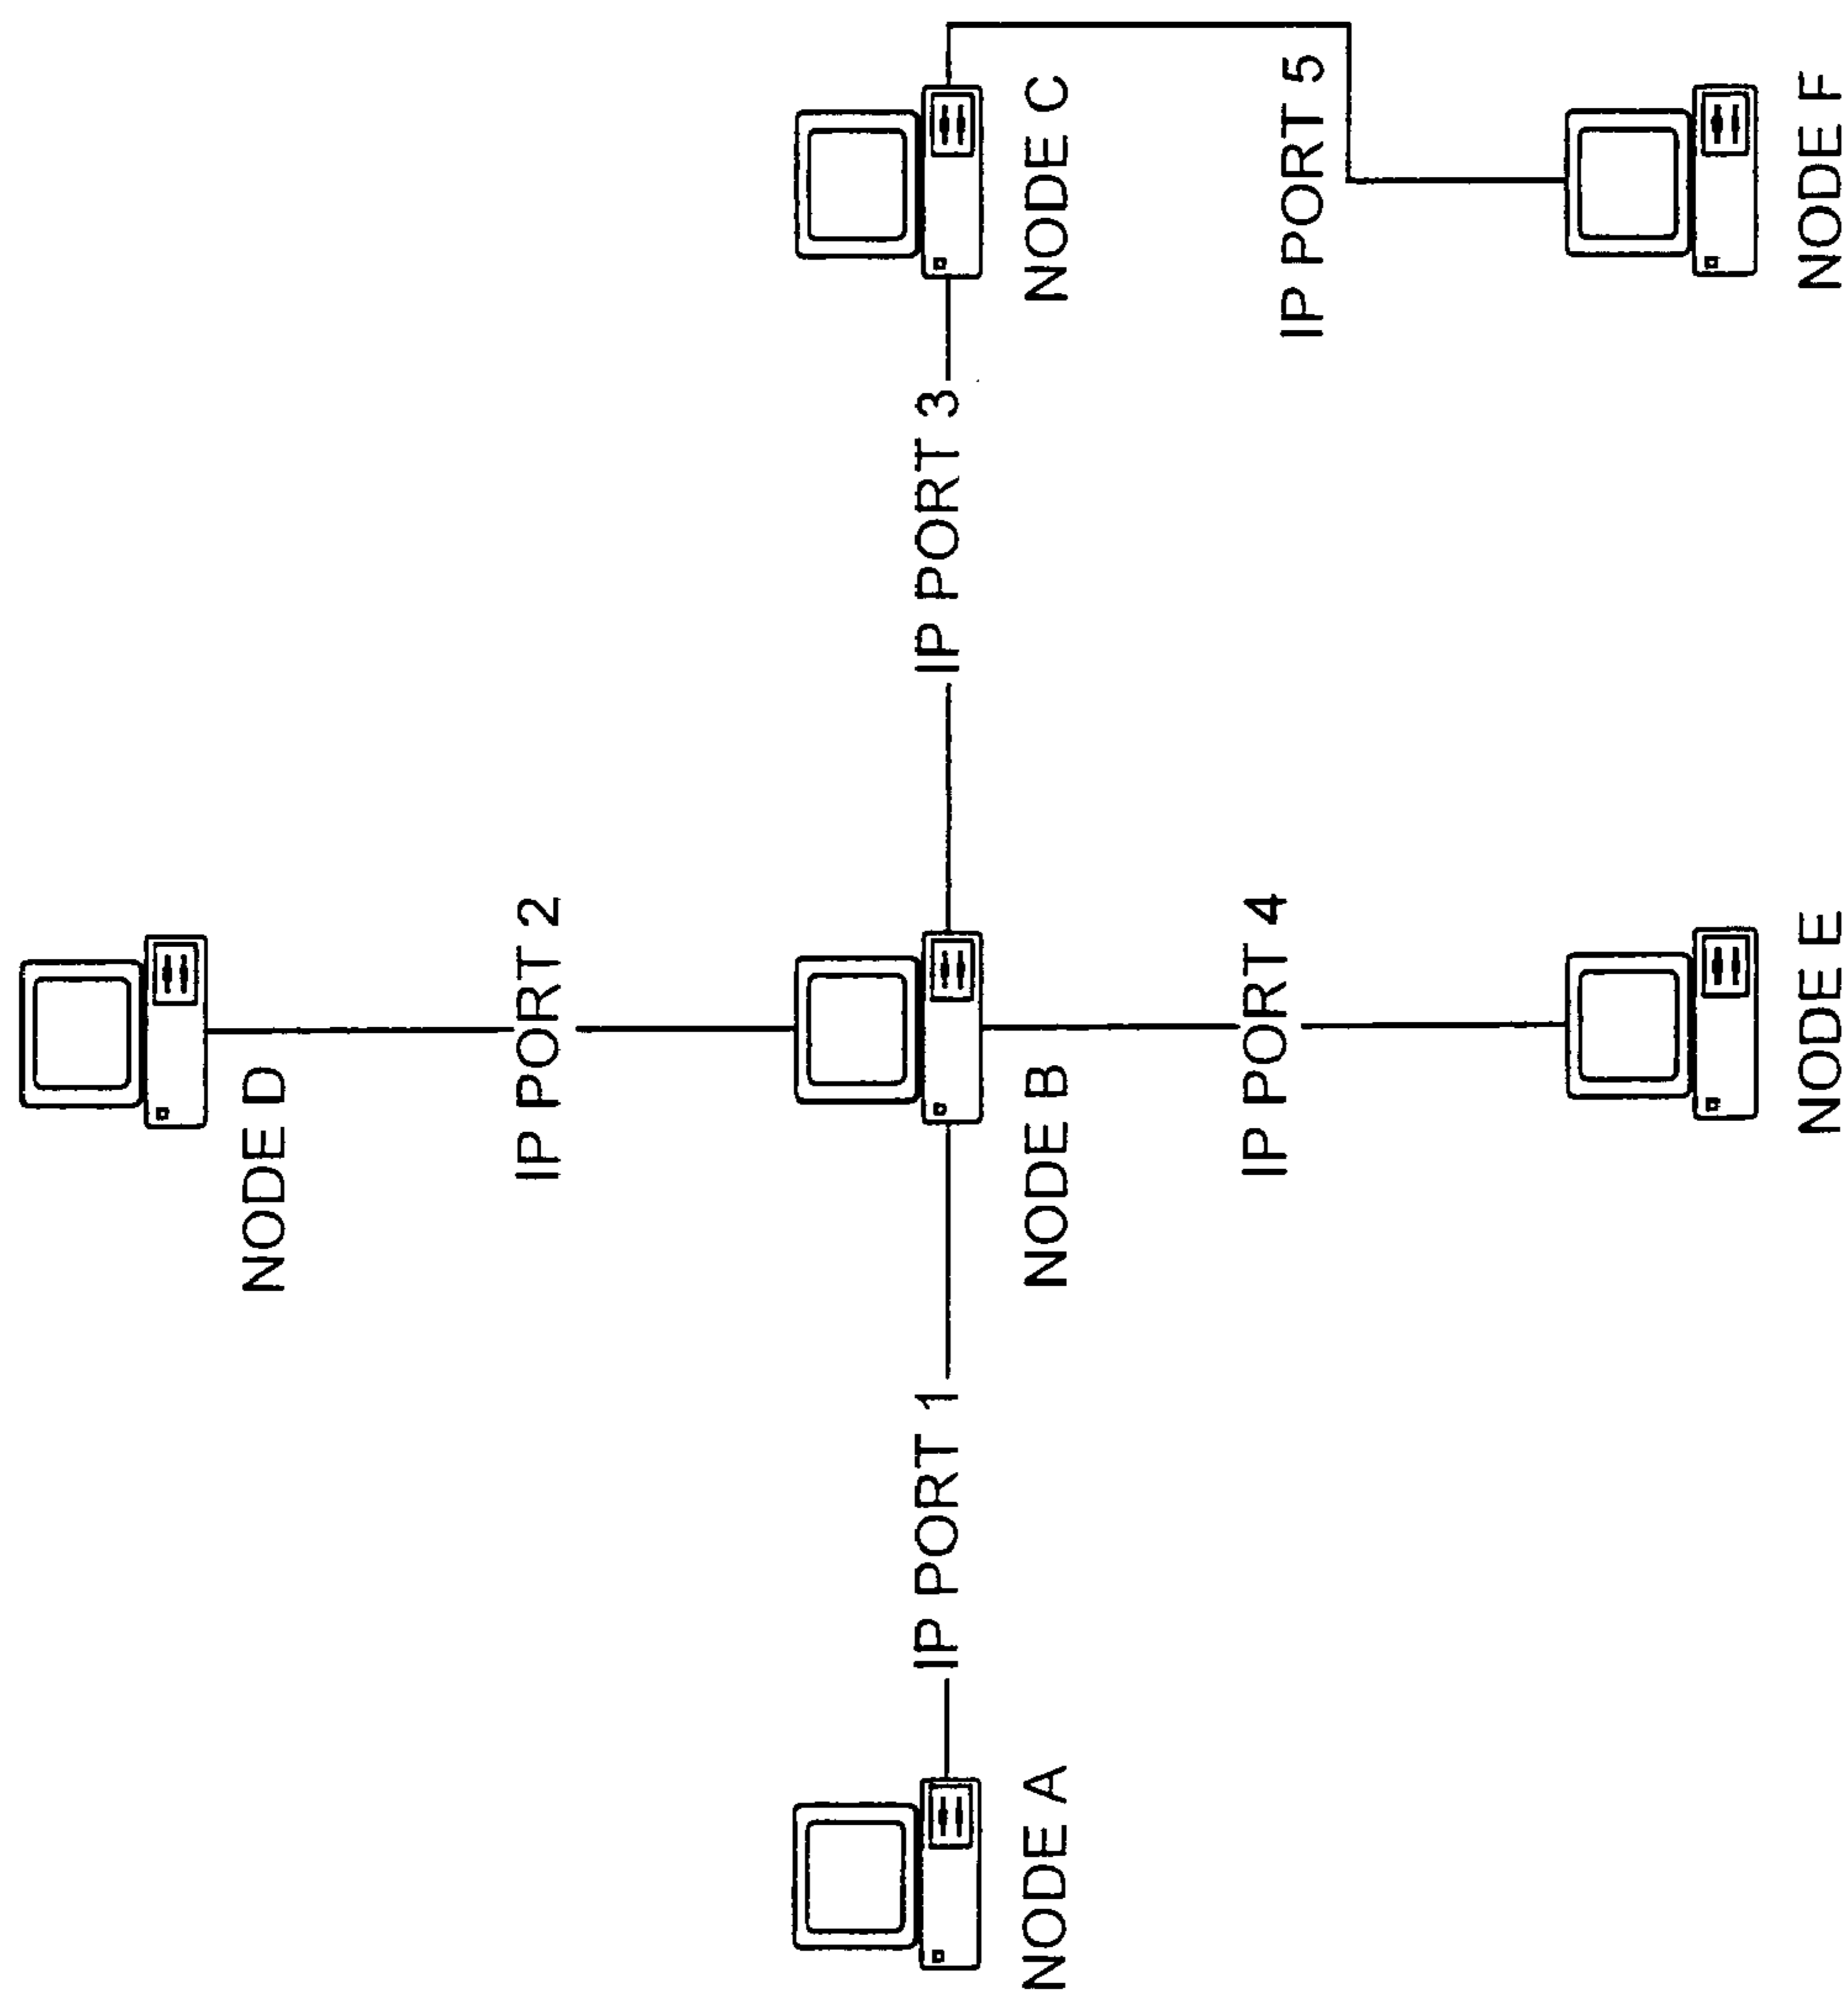 NODE D
IP PORT 2
IP PORT 1
IP PORT 3
NODE A
NODE B
NODE C
IP PORT 4
IP PORT 5
NODE E
NODE F